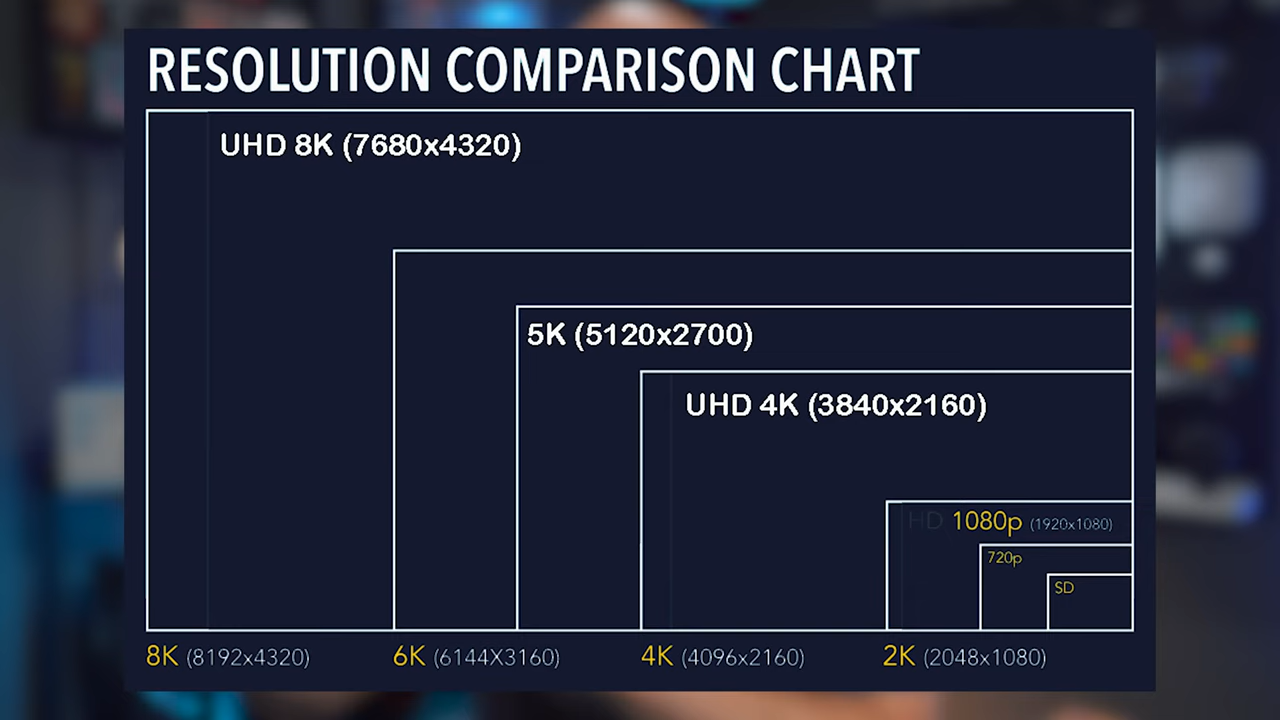 RESOLUTION COMPARISON CHART
UHD 8K (7680x4320)
5K (5120x2700)
UHD 4K (3840x2160)
HD 1080p (1920x1080)
720p
SD
8K (8192x4320)
6K (6144X3160)
4K (4096x2160)
2K (2048x1080)